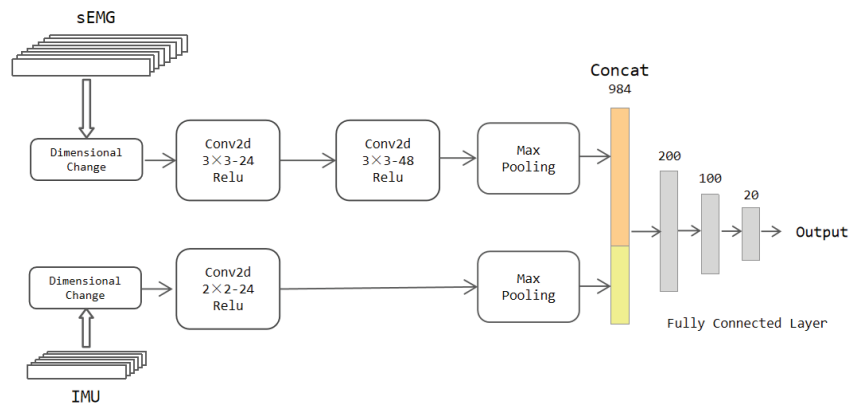 sEMG
Dimensional
Change
Conv2d
3×3-24
Relu
Conv2d
3×3-48
Relu
Max
Pooling
Concat
984
200
100
20
Output
Dimensional
Change
Conv2d
2×2-24
Relu
Max
Pooling
Fully Connected Layer
IMU